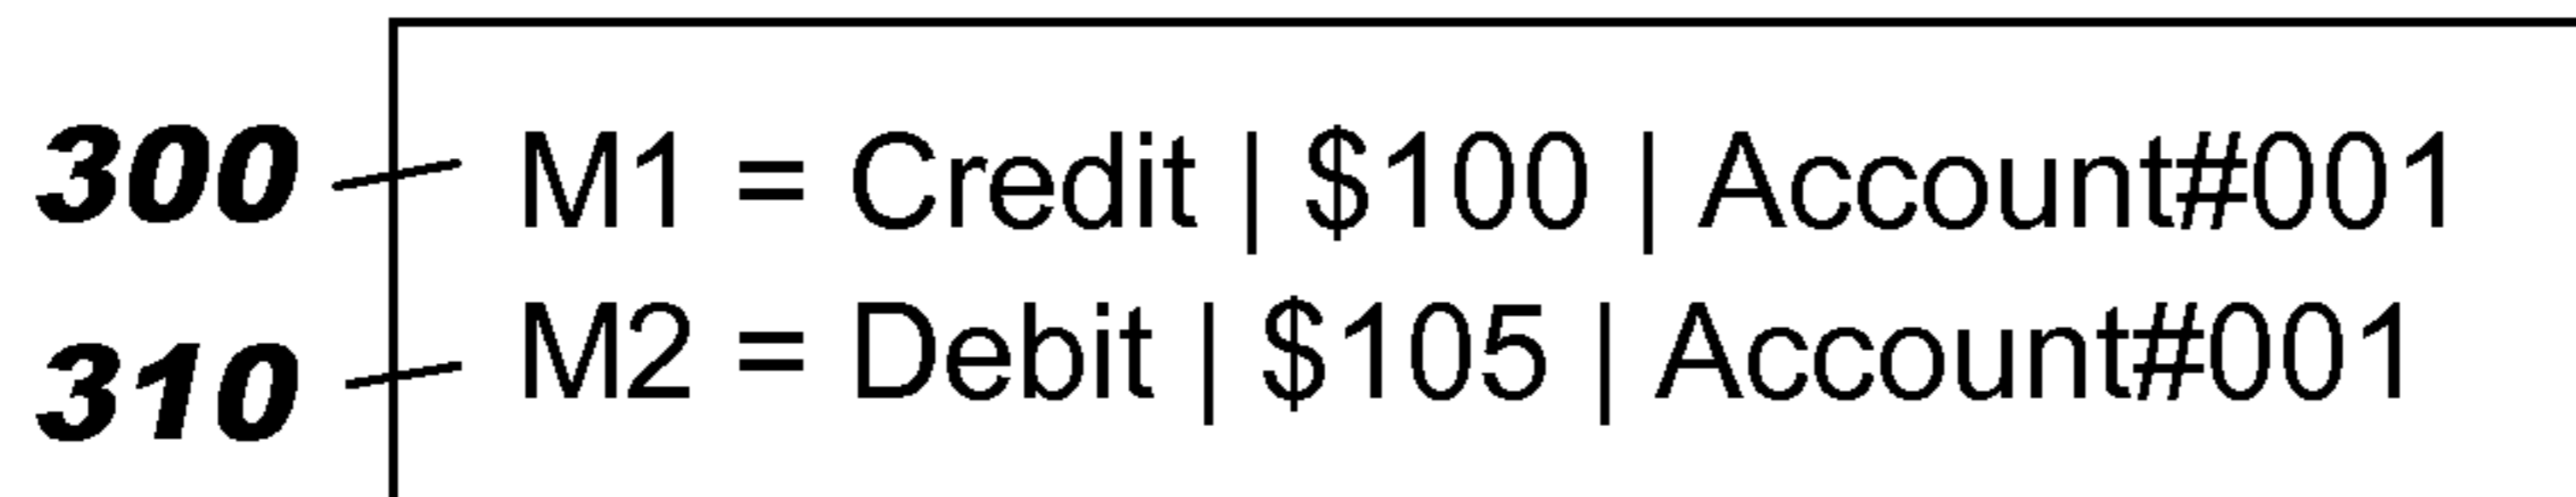 300 M1 = Credit | $100 | Account#001
310 M2 = Debit | $105 | Account#001